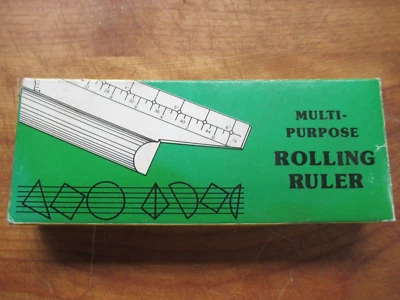 MULTI-
PURPOSE
ROLLING
RULER